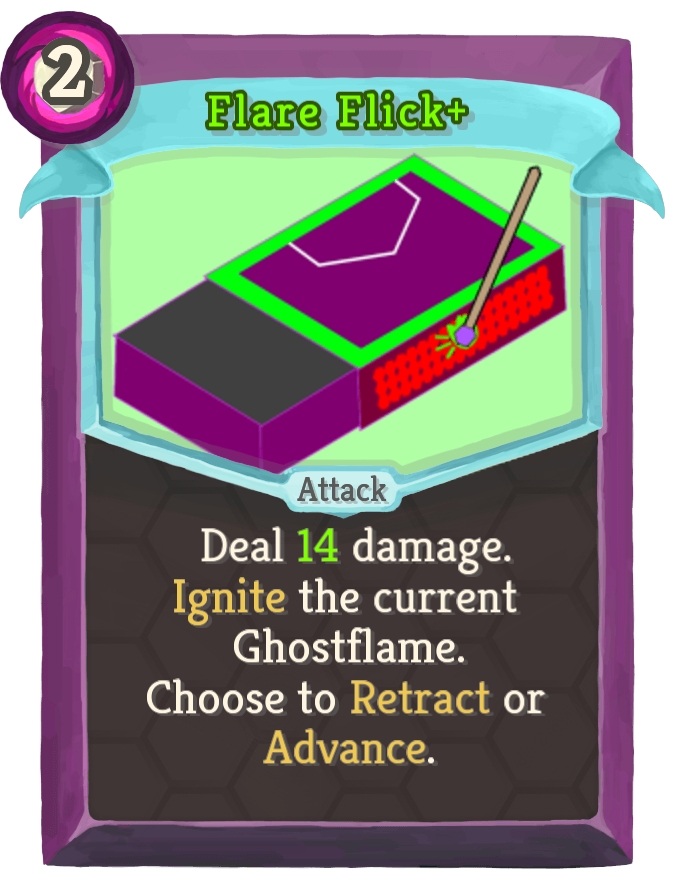 2
Flare Flick+
Attack
Deal 14 damage.
Ignite the current
Ghostflame.
Choose to Retract or
Advance.